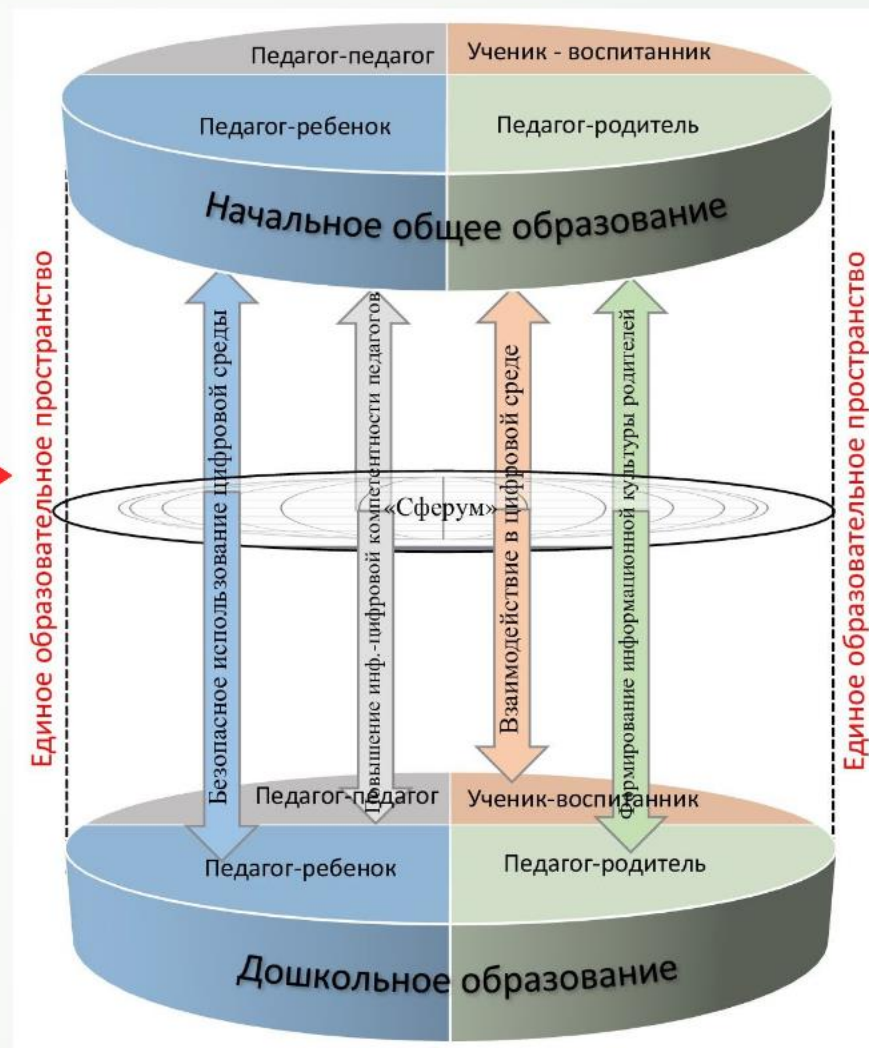 Педагог-педагог
Ученик - воспитанник
Педагог-ребенок
Педагог-родитель
Начальное общее образование
Единое образовательное пространство
Безопасное использование цифровой среды
Повышение инф.-цифровой компетентности педагогов
Взаимодействие в цифровой среде
Формирование информационной культуры родителей
Единое образовательное пространство
«Сферум»
Педагог-педагог
Ученик-воспитанник
Педагог-ребенок
Педагог-родитель
Дошкольное образование